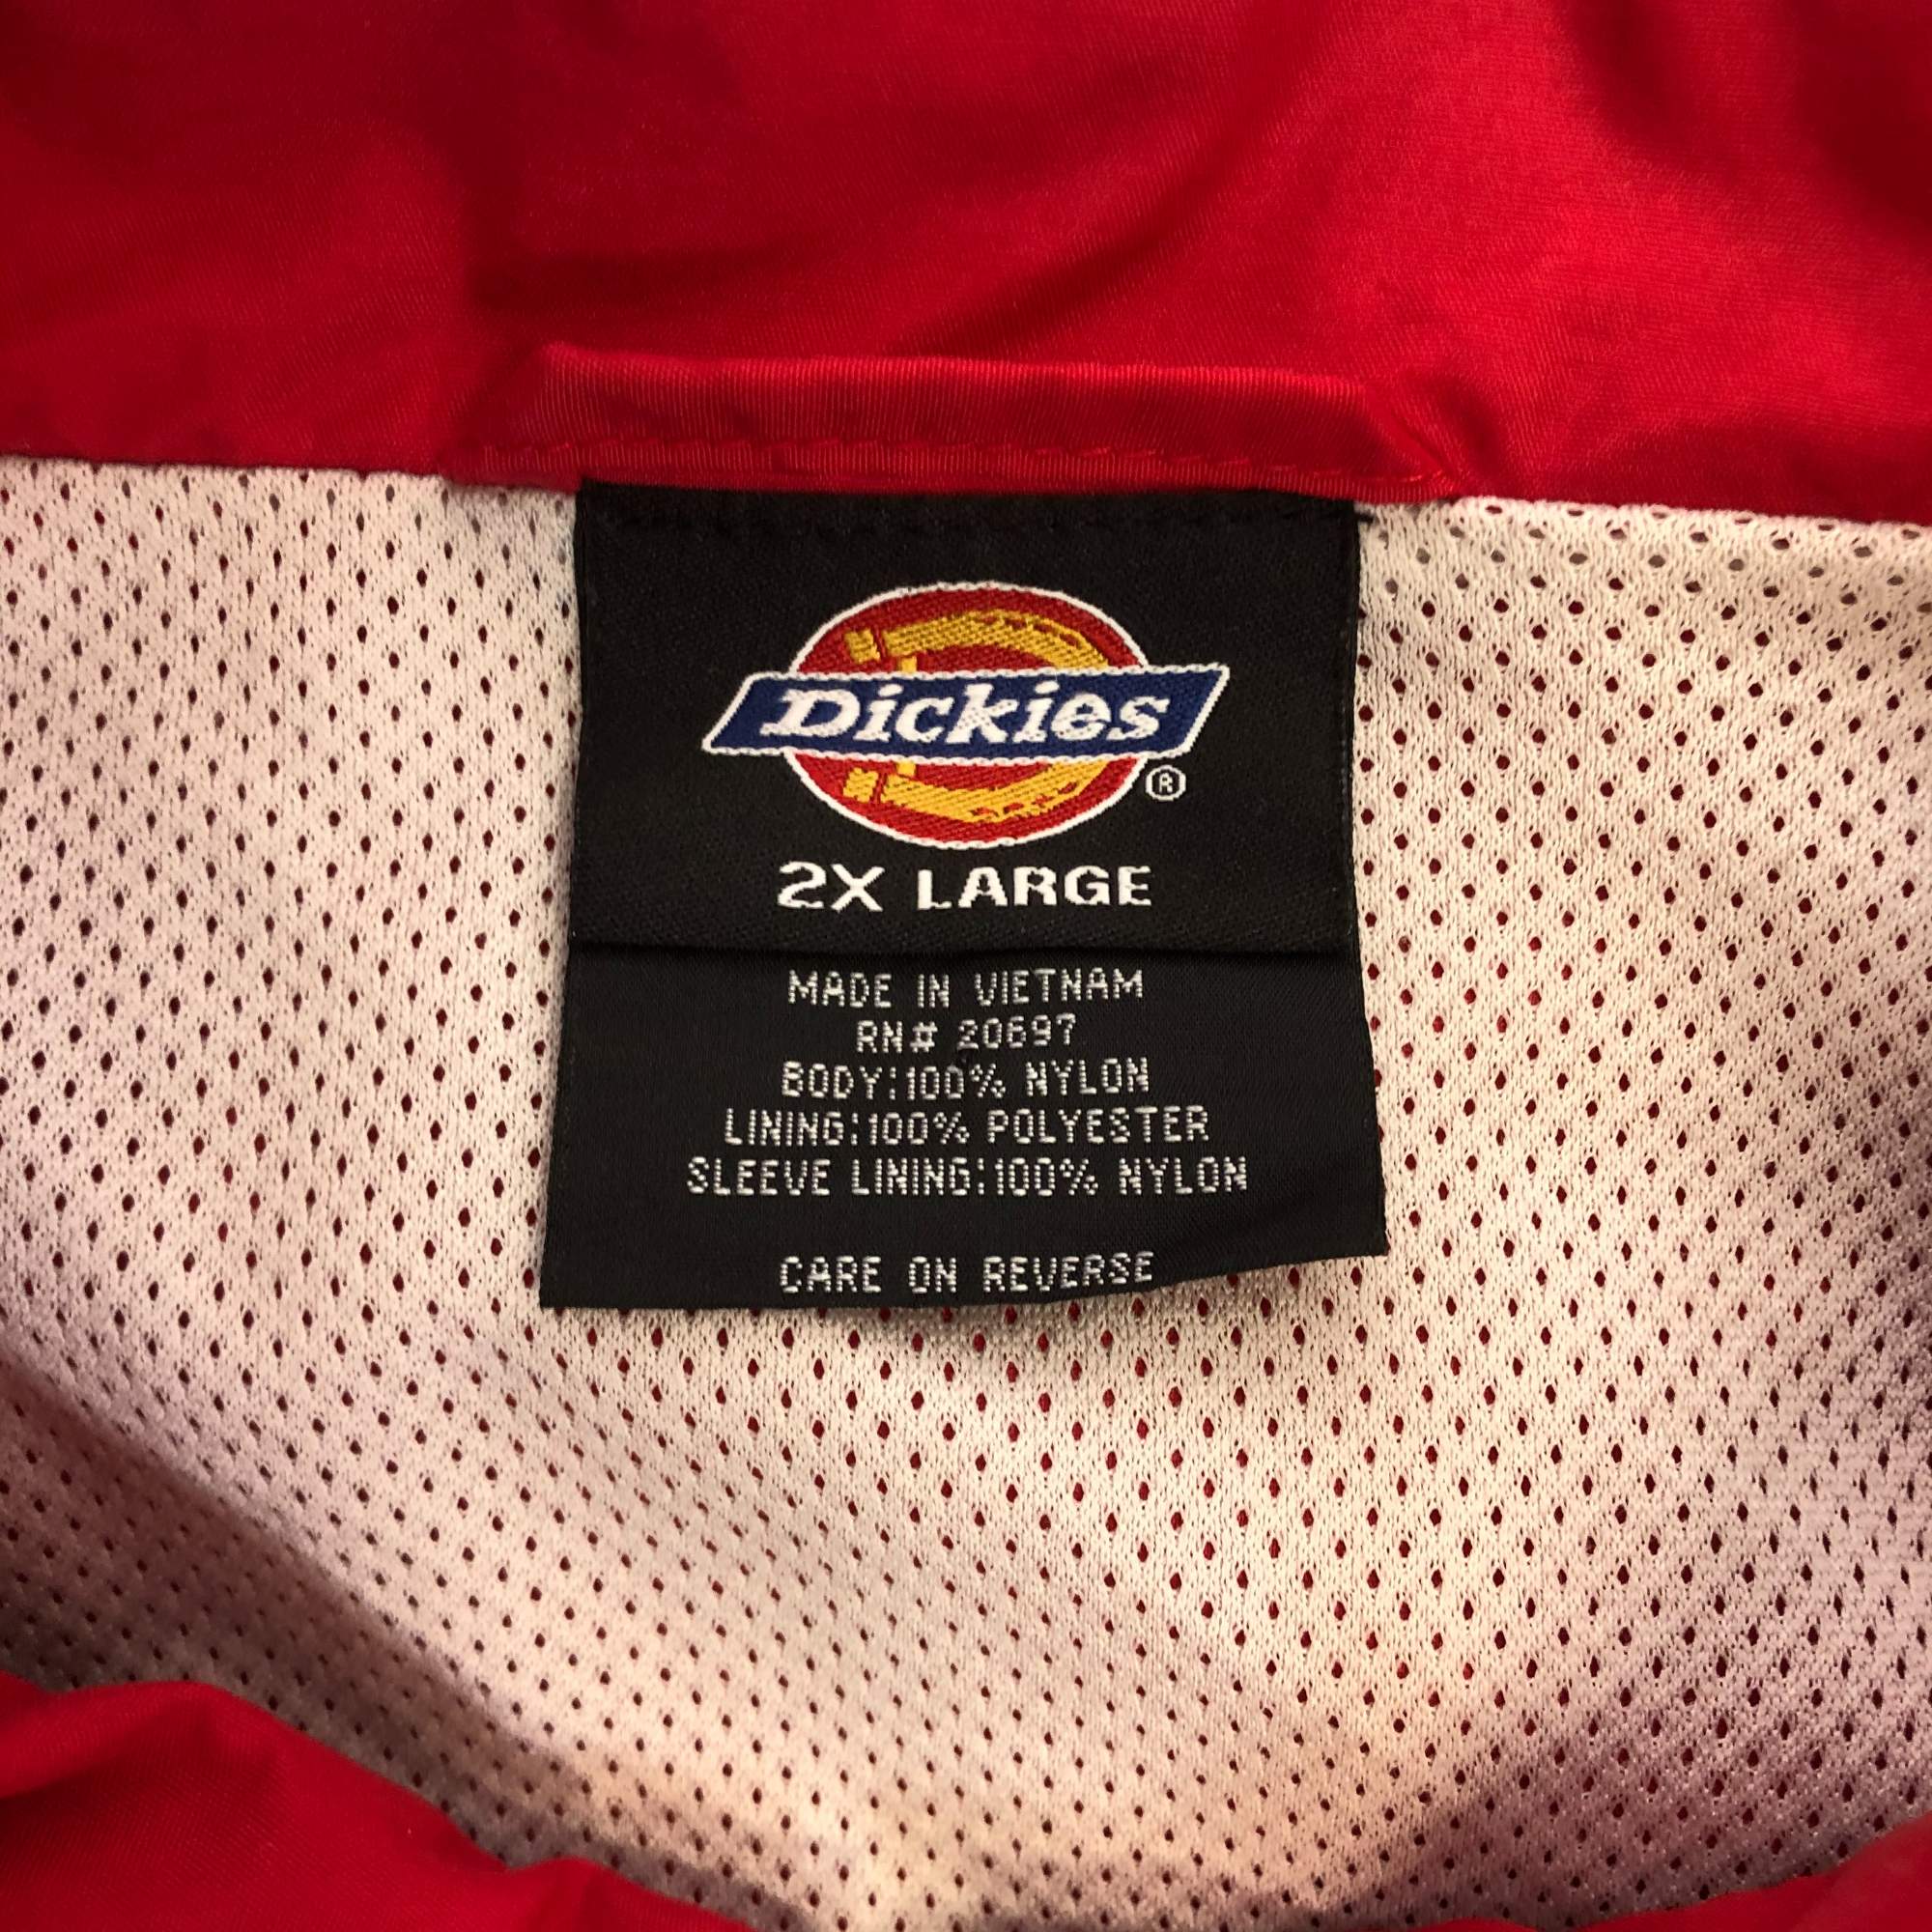 Dickies
®
2X LARGE
MADE IN VIETNAM
RN# 20697
BODY:100% NYLON
LINING:100% POLYESTER
SLEEVE LINING:100% NYLON
CARE ON REVERSE